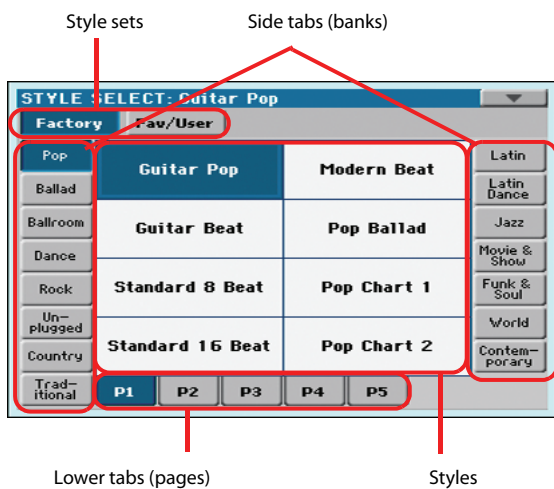 Style sets
Side tabs (banks)
STYLE SELECT: Guitar Pop
Factory
Fav/User
Pop
Ballad
Ballroom
Dance
Rock
Un-
plugged
Country
Trad-
itional
Guitar Pop
Modern Beat
Guitar Beat
Pop Ballad
Standard 8 Beat
Pop Chart 1
Standard 16 Beat
Pop Chart 2
Latin
Latin
Dance
Jazz
Movie &
Show
Funk &
Soul
World
Contem-
porary
P1
P2
P3
P4
P5
Lower tabs (pages)
Styles